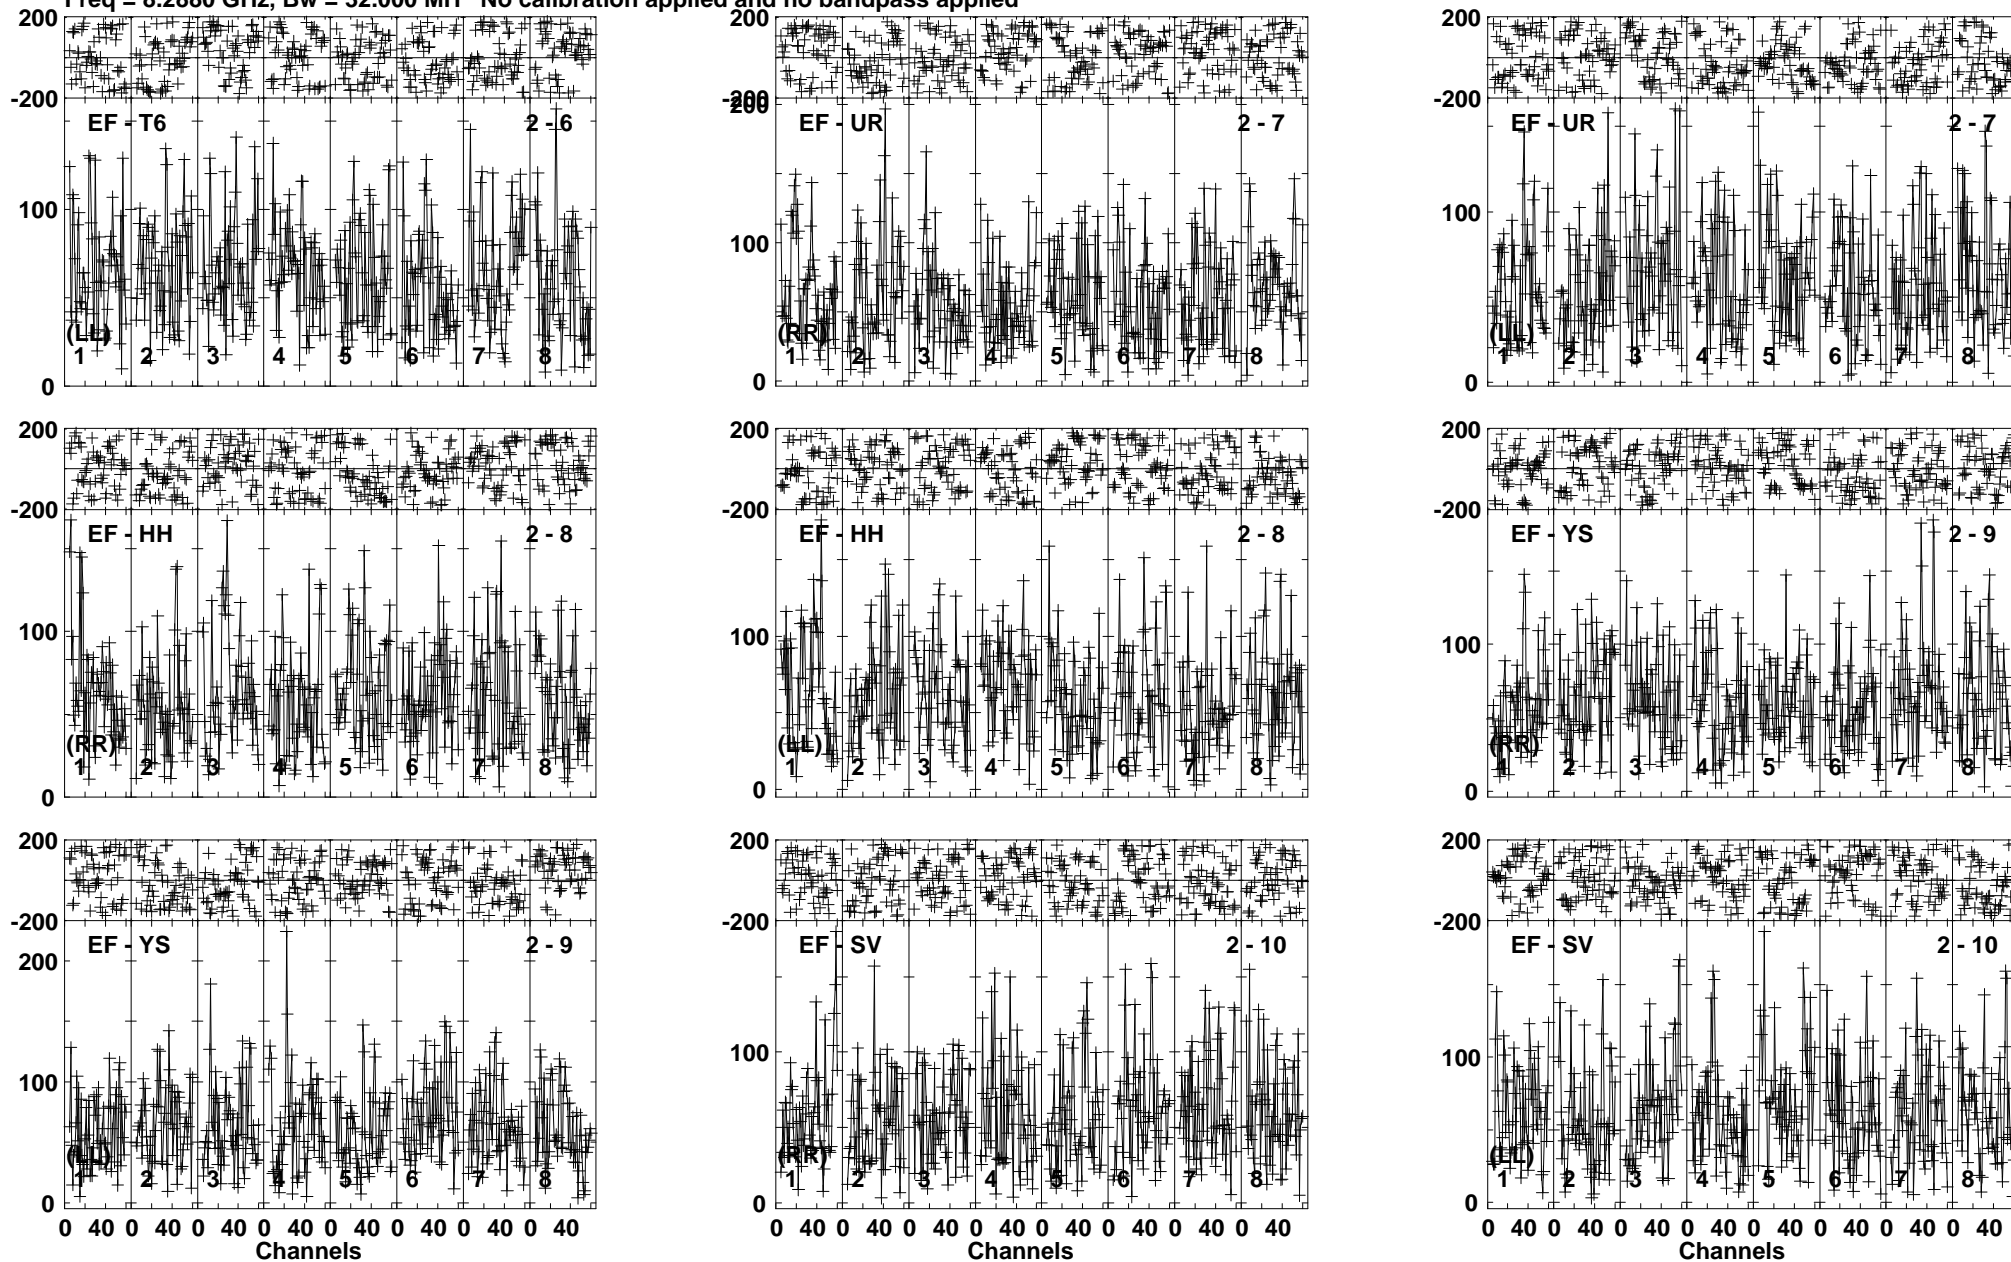 Freq = 8.2880 GHz, Bw = 32.000 MH No calibration applied and no bandpass applied
200 200 200
-200 -200 -200
200
EF - T6 2 - 6 EF - UR 2 - 7 EF - UR 2 - 7
100 100 100
(LL) (RR) (LL)
1 2 3 4 5 6 7 8 1 2 3 4 5 6 7 8 1 2 3 4 5 6 7 8
0 0 0
200 200 200
-200 -200 -200
EF - HH 2 - 8 EF - HH 2 - 8 EF - YS 2 - 9
100 100 100
(RR) (LL) (RR)
1 2 3 4 5 6 7 8 1 2 3 4 5 6 7 8 1 2 3 4 5 6 7 8
0 0 0
200 200 200
-200 -200 -200
EF - YS 2 - 9 EF - SV 2 - 10 EF - SV 2 - 10
200
100 100 100
(LL) (RR) (LL)
1 2 3 4 5 6 7 8 1 2 3 4 5 6 7 8 1 2 3 4 5 6 7 8
0 0 0
0 40 0 40 0 40 0 40 0 40 0 40 0 40 0 40 0 40 0 40 0 40 0 40 0 40 0 40 0 40 0 40 0 40 0 40 0 40 0 40 0 40 0 40 0 40 0 40
Channels Channels Channels